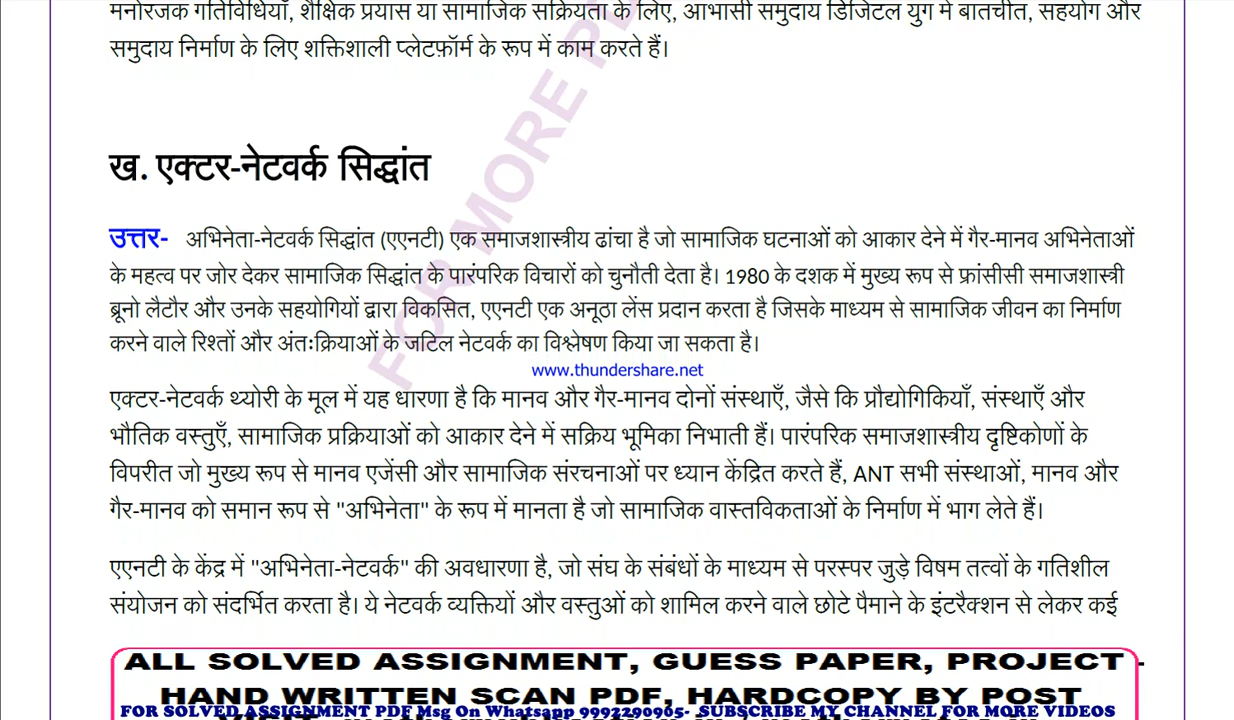 मनोरंजक गतिविधियाँ, शैक्षिक प्रयास या सामाजिक सक्रियता के लिए, आभासी समुदाय डिजिटल युग में बातचीत, सहयोग और
समुदाय निर्माण के लिए शक्तिशाली प्लेटफ़ॉर्म के रूप में काम करते हैं।
ख. एक्टर-नेटवर्क सिद्धांत
उत्तर- अभिनेता-नेटवर्क सिद्धांत (एएनटी) एक समाजशास्त्रीय ढांचा है जो सामाजिक घटनाओं को आकार देने में गैर-मानव अभिनेताओं
के महत्व पर जोर देकर सामाजिक सिद्धांत के पारंपरिक विचारों को चुनौती देता है। 1980 के दशक में मुख्य रूप से फ्रांसीसी समाजशास्त्री
ब्रूनो लैटौर और उनके सहयोगियों द्वारा विकसित, एएनटी एक अनूठा लेंस प्रदान करता है जिसके माध्यम से सामाजिक जीवन का निर्माण
करने वाले रिश्तों और अंतःक्रियाओं के जटिल नेटवर्क का विश्लेषण किया जा सकता है।
www.thundershare.net
एक्टर-नेटवर्क थ्योरी के मूल में यह धारणा है कि मानव और गैर-मानव दोनों संस्थाएँ, जैसे कि प्रौद्योगिकियाँ, संस्थाएँ और
भौतिक वस्तुएँ, सामाजिक प्रक्रियाओं को आकार देने में सक्रिय भूमिका निभाती हैं। पारंपरिक समाजशास्त्रीय दृष्टिकोणों के
विपरीत जो मुख्य रूप से मानव एजेंसी और सामाजिक संरचनाओं पर ध्यान केंद्रित करते हैं, ANT सभी संस्थाओं, मानव और
गैर-मानव को समान रूप से "अभिनेता" के रूप में मानता है जो सामाजिक वास्तविकताओं के निर्माण में भाग लेते हैं।
एएनटी के केंद्र में "अभिनेता-नेटवर्क" की अवधारणा है, जो संघ के संबंधों के माध्यम से परस्पर जुड़े विषम तत्वों के गतिशील
संयोजन को संदर्भित करता है। ये नेटवर्क व्यक्तियों और वस्तुओं को शामिल करने वाले छोटे पैमाने के इंटरैक्शन से लेकर कई
FOR MORE
ALL SOLVED ASSIGNMENT, GUESS PAPER, PROJECT -
HAND WRITTEN SCAN PDF, HARDCOPY BY POST
FOR SOLVED ASSIGNMENT PDF Msg On Whatsapp 9992290905- SUBSCRIBE MY CHANNEL FOR MORE VIDEOS